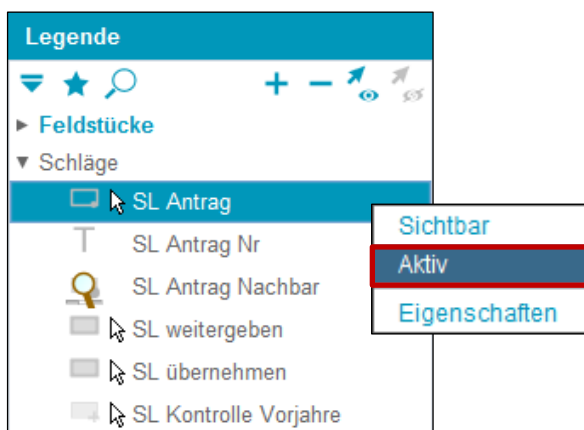 Legende
Feldstücke
Schläge
SL Antrag
SL Antrag Nr
SL Antrag Nachbar
SL weitergeben
SL übernehmen
SL Kontrolle Vorjahre
Sichtbar
Aktiv
Eigenschaften